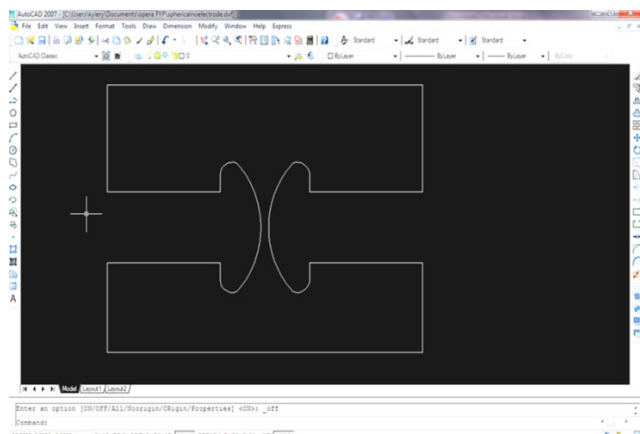 AutoCAD 2007 - [C:\Users\kylery\Documents\opera FYP\sphericalnoelectrode.dxf]
File Edit View Insert Format Tools Draw Dimension Modify Window Help Express
Standard Standard Standard
AutoCAD Classic 0 ByLayer ByLayer ByLayer ByColor
A
Model Layout1 Layout2
Enter an option [ON/OFF/All/Noorigin/ORigin/Properties] <ON>: _off
Command: